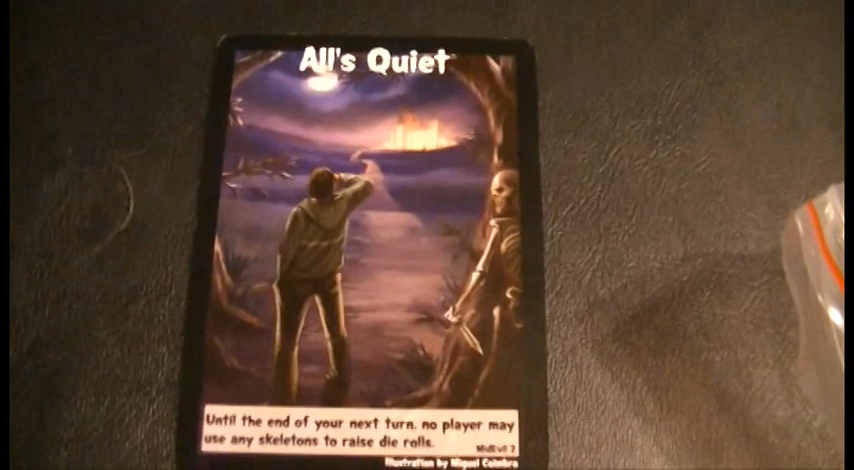 All's Quiet
Until the end of your next turn, no player may
use any skeletons to raise die rolls.
MidEvil 2
Illustration by Miguel Coimbra